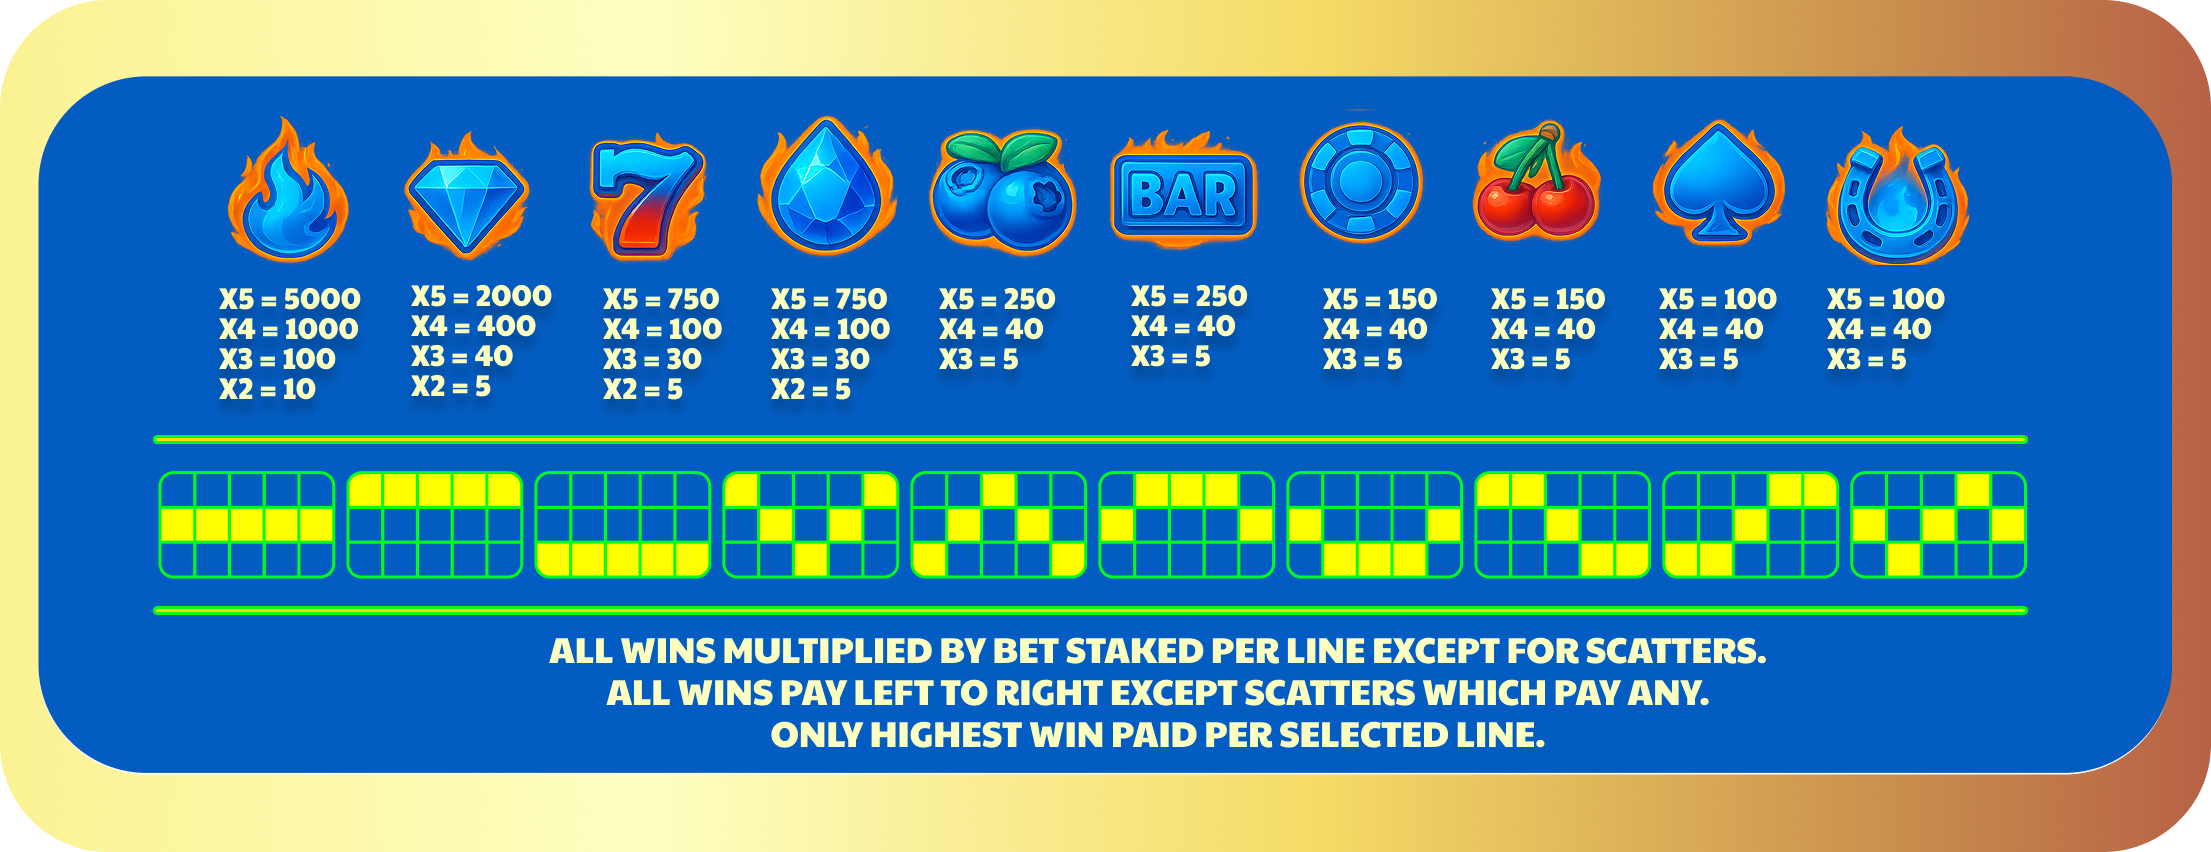 7
BAR
X5 = 5000
X4 = 1000
X3 = 100
X2 = 10
X5 = 2000
X4 = 400
X3 = 40
X2 = 5
X5 = 750
X4 = 100
X3 = 30
X2 = 5
X5 = 750
X4 = 100
X3 = 30
X2 = 5
X5 = 250
X4 = 40
X3 = 5
X5 = 250
X4 = 40
X3 = 5
X5 = 150
X4 = 40
X3 = 5
X5 = 150
X4 = 40
X3 = 5
X5 = 100
X4 = 40
X3 = 5
X5 = 100
X4 = 40
X3 = 5
ALL WINS MULTIPLIED BY BET STAKED PER LINE EXCEPT FOR SCATTERS.
ALL WINS PAY LEFT TO RIGHT EXCEPT SCATTERS WHICH PAY ANY.
ONLY HIGHEST WIN PAID PER SELECTED LINE.